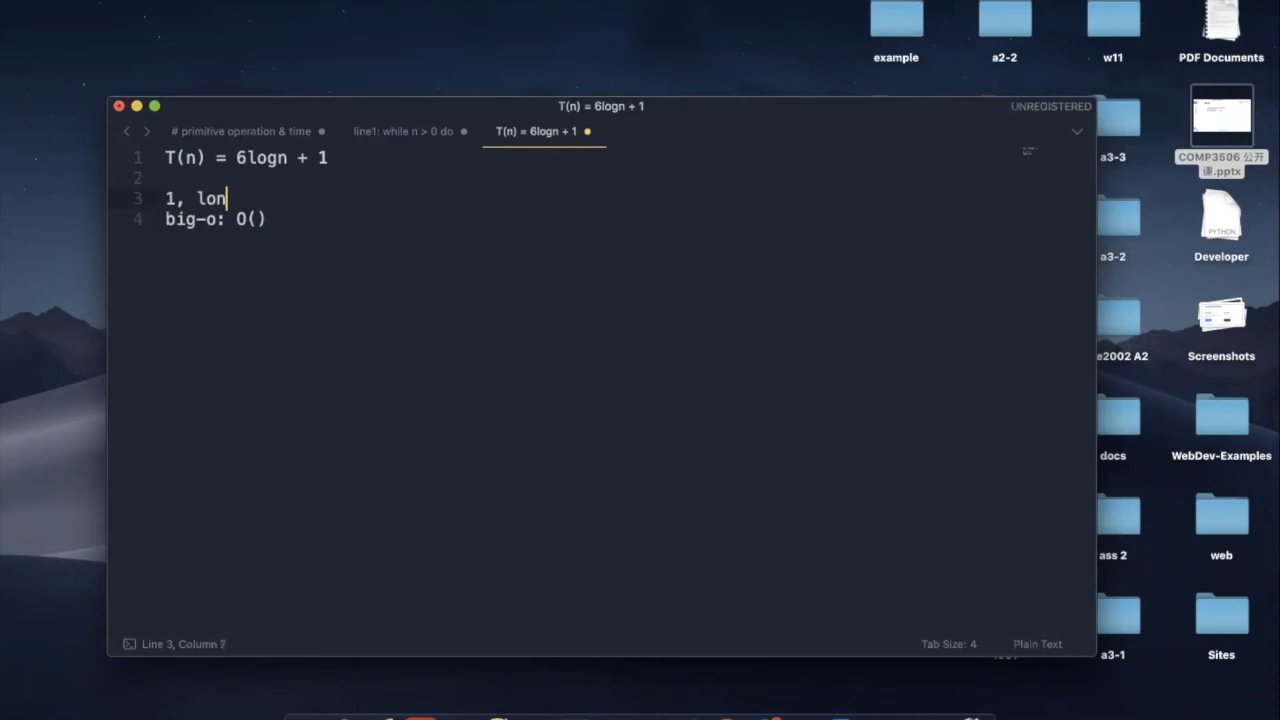 example
a2-2
w11
PDF Documents
T(n) = 6logn + 1
UNREGISTERED
# primitive operation & time
line1: while n > 0 do
T(n) = 6logn + 1
1 T(n) = 6logn + 1
2
3 1, lon
4 big-o: O()
a3-3
COMP3506 公开
课.pptx
PYTHON
a3-2
Developer
e2002 A2
Screenshots
docs
WebDev-Examples
ass 2
web
Line 3, Column
Tab Size: 4
Plain Text
a3-1
Sites